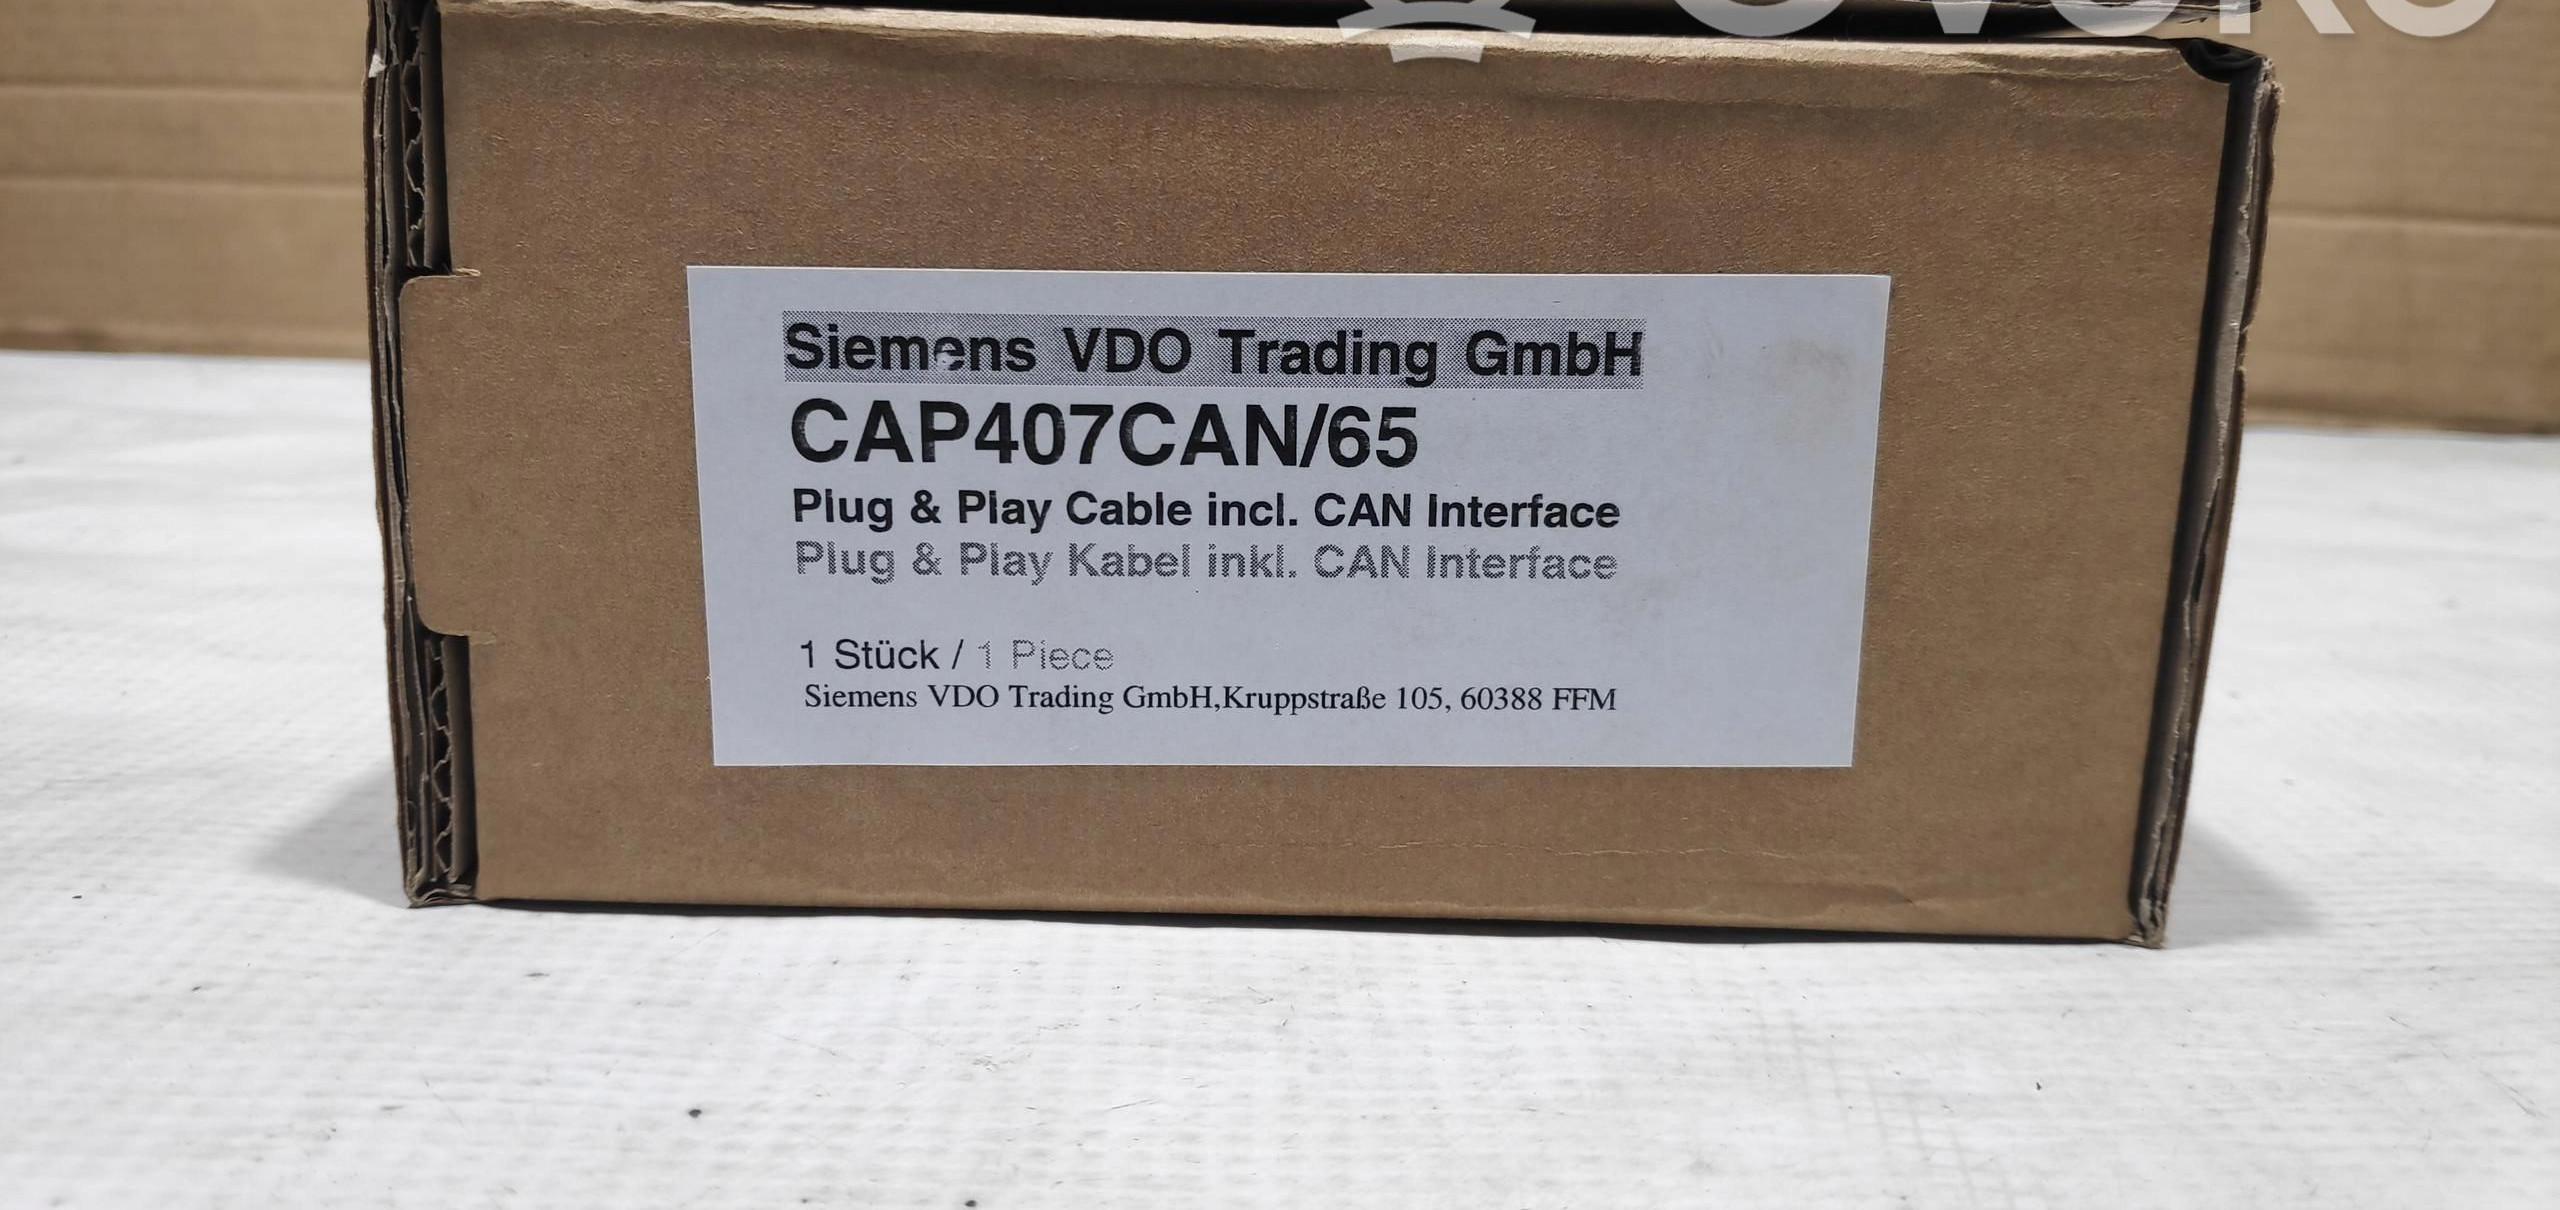 Siemens VDO Trading GmbH
CAP407CAN/65
Plug & Play Cable incl. CAN Interface
Plug & Play Kabel inkl. CAN Interface
1 Stück / 1 Piece
Siemens VDO Trading GmbH,Kruppstraße 105, 60388 FFM